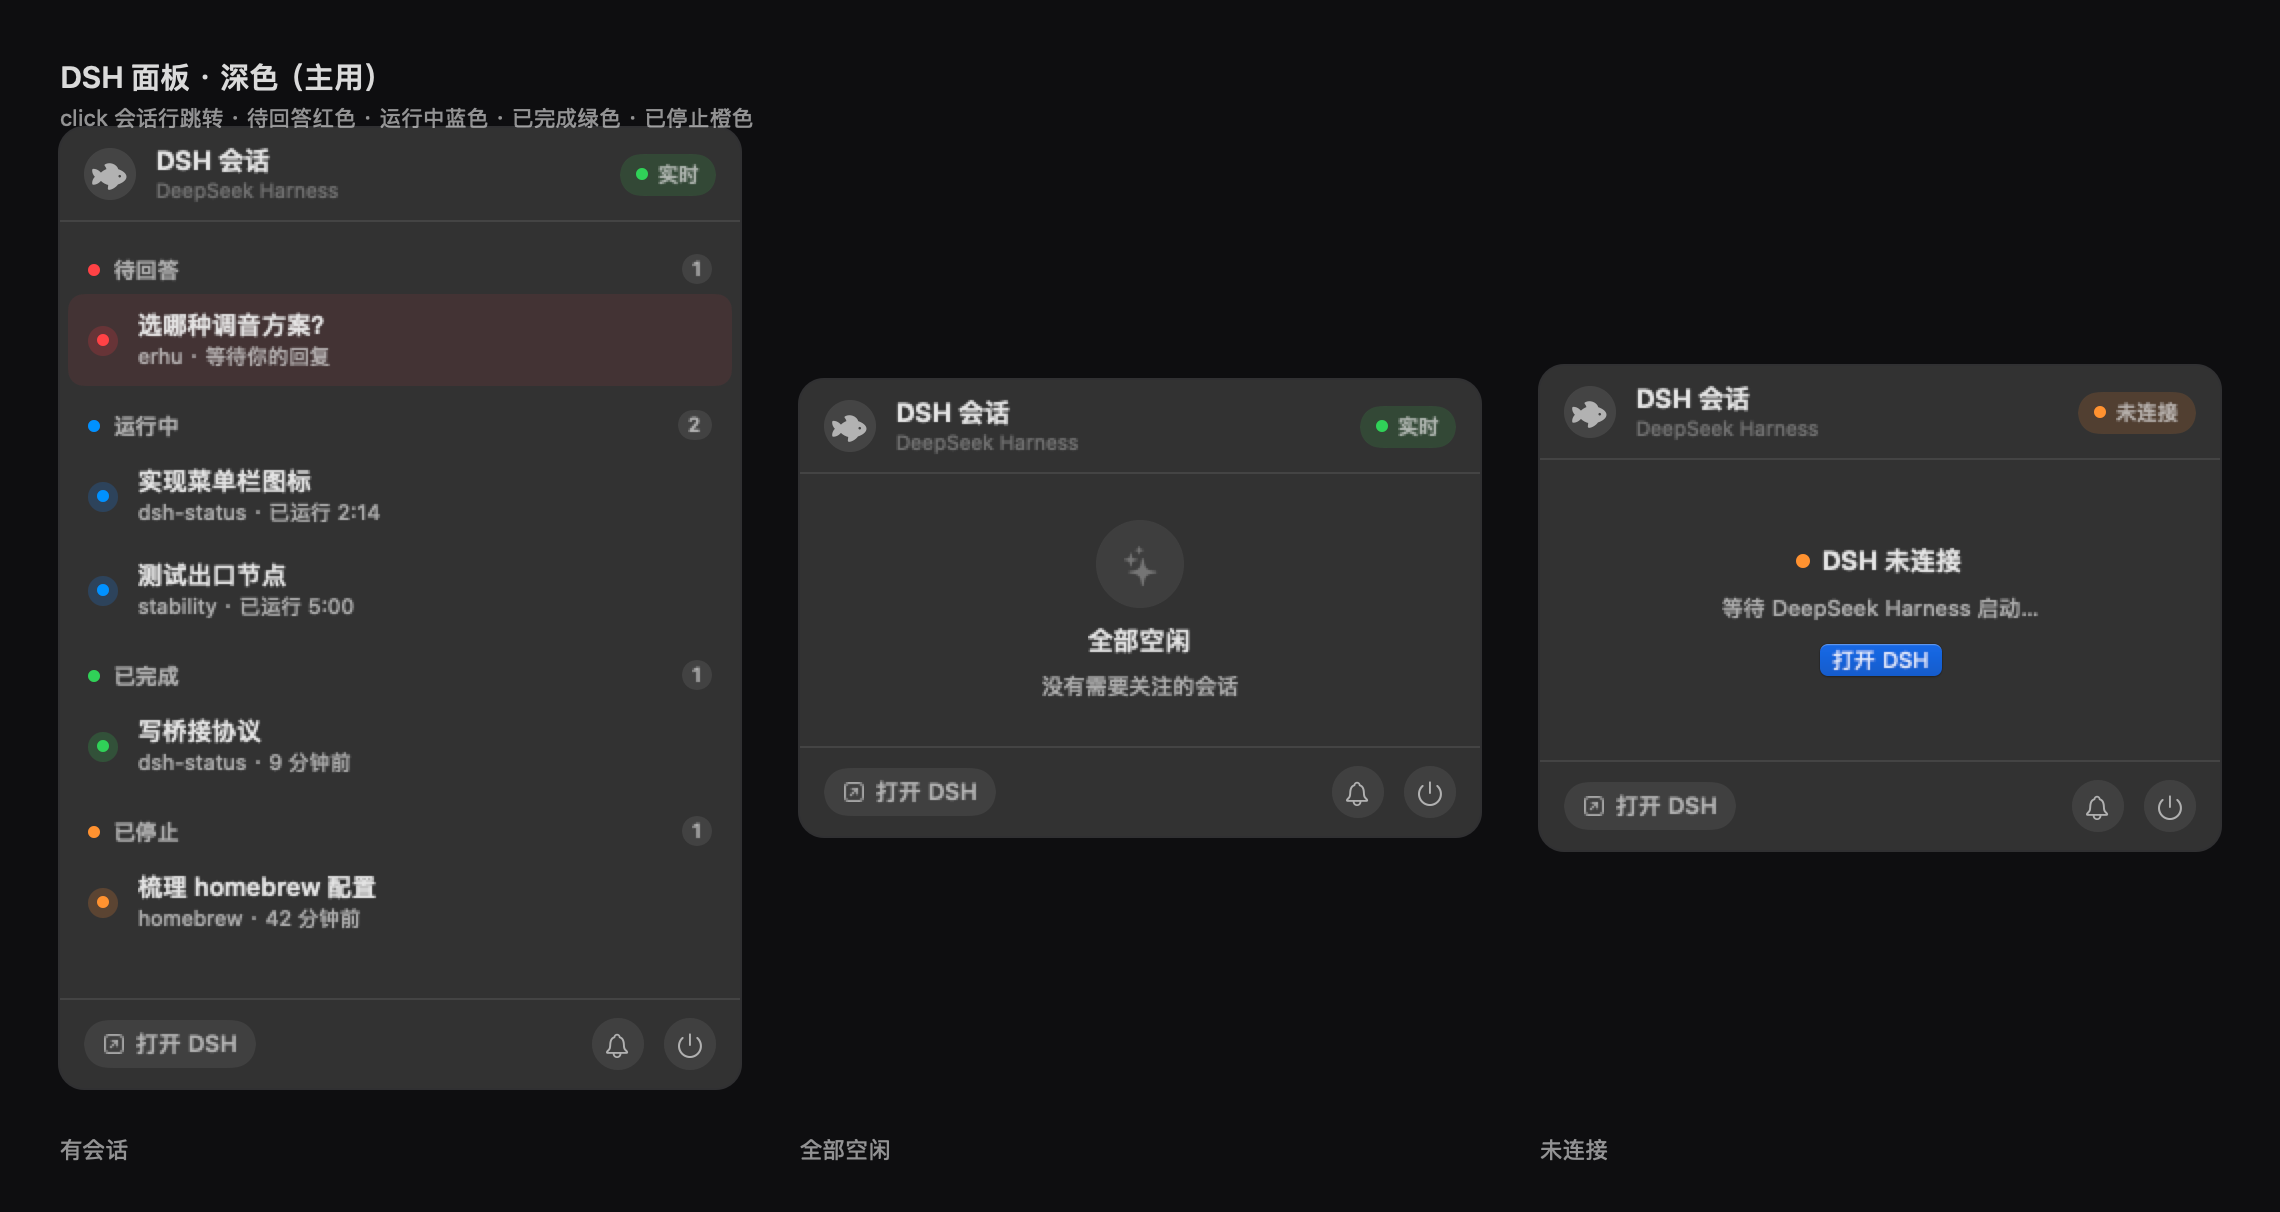 DSH 面板 · 深色（主用）
click 会话行跳转 · 待回答红色 · 运行中蓝色 · 已完成绿色 · 已停止橙色
DSH 会话
DeepSeek Harness
实时
待回答
1
选哪种调音方案?
erhu · 等待你的回复
运行中
2
实现菜单栏图标
dsh-status · 已运行 2:14
测试出口节点
stability · 已运行 5:00
已完成
1
写桥接协议
dsh-status · 9 分钟前
已停止
1
梳理 homebrew 配置
homebrew · 42 分钟前
打开 DSH
有会话
DSH 会话
DeepSeek Harness
实时
全部空闲
没有需要关注的会话
打开 DSH
全部空闲
DSH 会话
DeepSeek Harness
未连接
DSH 未连接
等待 DeepSeek Harness 启动...
打开 DSH
打开 DSH
未连接